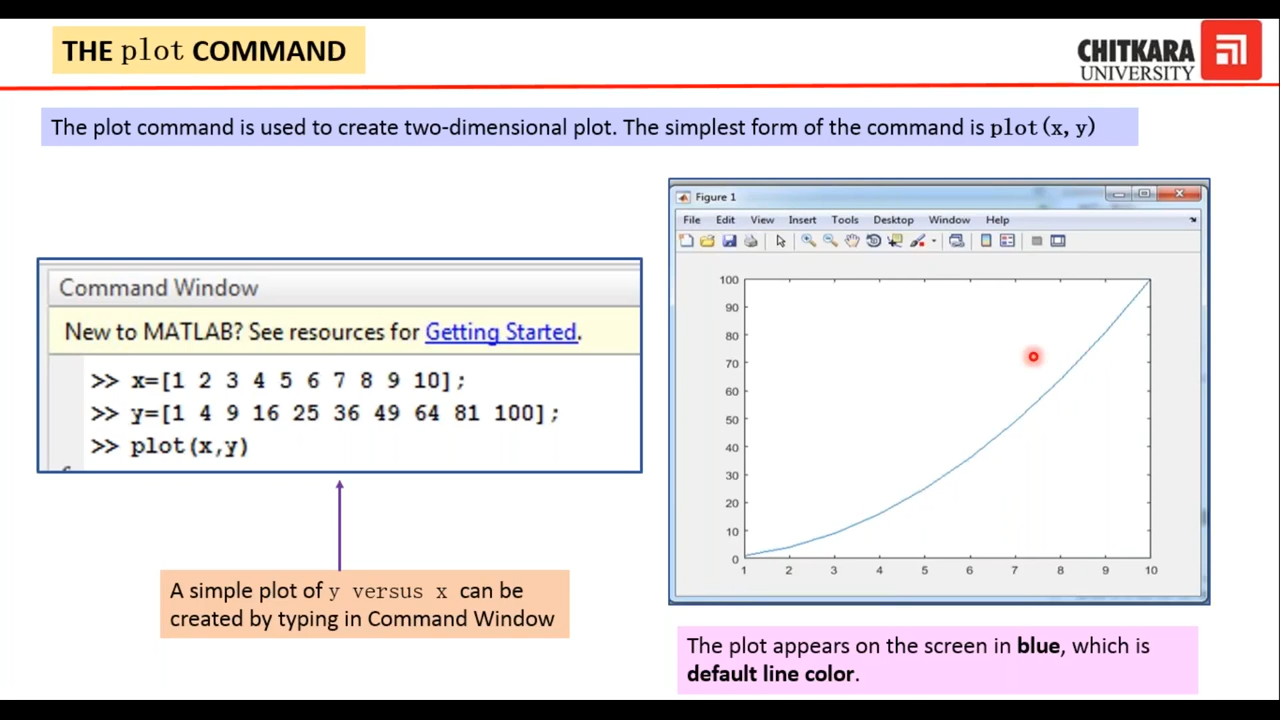 THE plot COMMAND
CHITKARA
UNIVERSITY
The plot command is used to create two-dimensional plot. The simplest form of the command is plot(x,y)
Command Window
New to MATLAB? See resources for Getting Started.
>> x=[1 2 3 4 5 6 7 8 9 10];
>> y=[1 4 9 16 25 36 49 64 81 100];
>> plot(x,y)
A simple plot of y versus x can be
created by typing in Command Window
Figure 1
File Edit View Insert Tools Desktop Window Help
100
90
80
70
60
50
40
30
20
10
0
1 2 3 4 5 6 7 8 9 10
The plot appears on the screen in blue, which is
default line color.